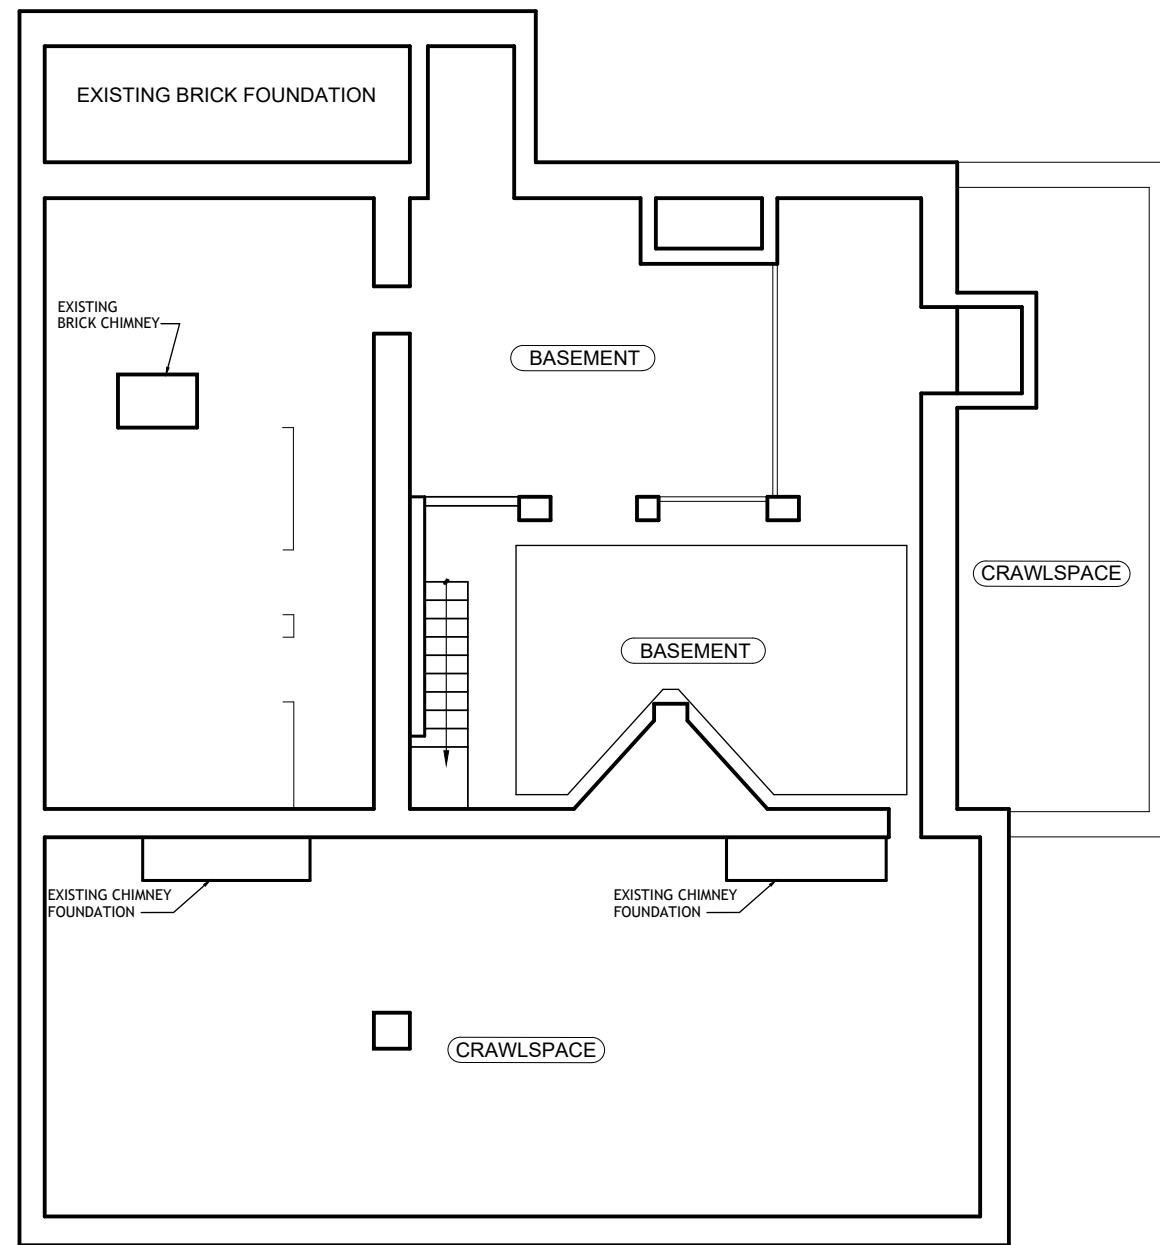 EXISTING BRICK FOUNDATION
EXISTING
BRICK CHIMNEY
BASEMENT
CRAWLSPACE
BASEMENT
EXISTING CHIMNEY
FOUNDATION
EXISTING CHIMNEY
FOUNDATION
CRAWLSPACE